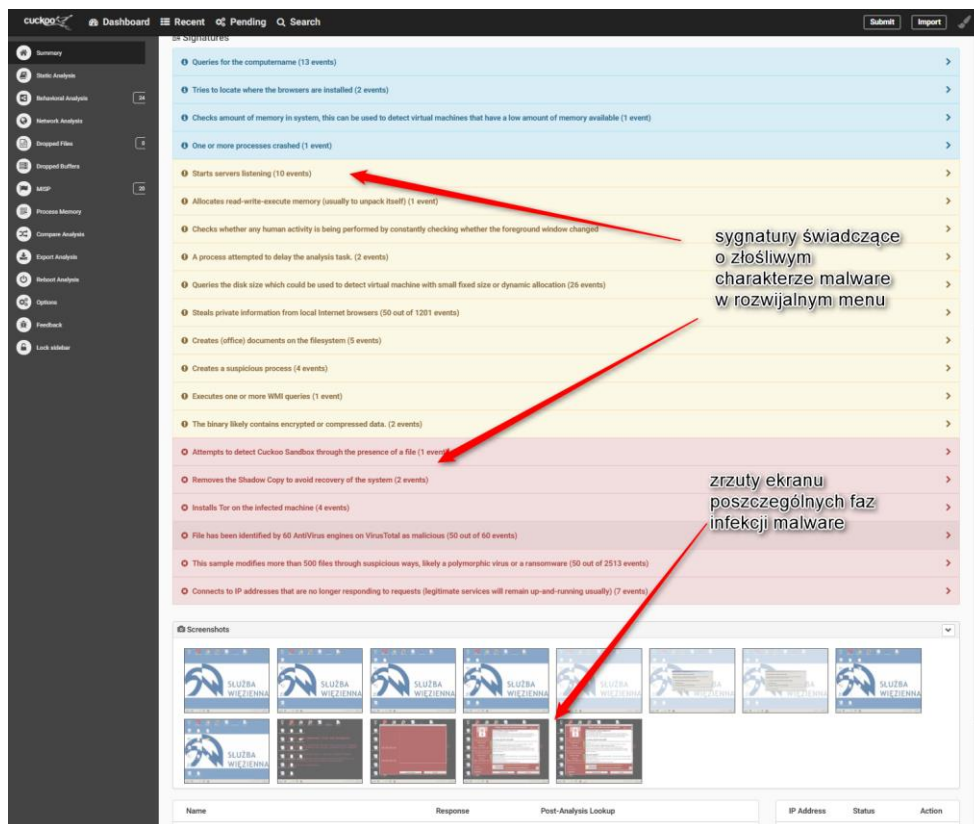 cuckoo Dashboard Recent Pending Search Submit Import
Summary
Static Analysis
Behavioral Analysis
Network Analysis
Dropped Files
Dropped Buffers
MISP
Process Memory
Compare Analysis
Export Analysis
Reboot Analysis
Options
Feedback
Lock sidebar
Signatures
Queries for the computername (13 events)
Tries to locate where the browsers are installed (2 events)
Checks amount of memory in system, this can be used to detect virtual machines that have a low amount of memory available (1 event)
One or more processes crashed (1 event)
Starts servers listening (10 events)
Allocates read-write-execute memory (usually to unpack itself) (1 event)
Checks whether any human activity is being performed by constantly checking whether the foreground window changed
A process attempted to delay the analysis task. (2 events)
Queries the disk size which could be used to detect virtual machine with small fixed size or dynamic allocation (26 events)
Steals private information from local Internet browsers (50 out of 1201 events)
Creates (office) documents on the filesystem (5 events)
Creates a suspicious process (4 events)
Executes one or more WMI queries (1 event)
The binary likely contains encrypted or compressed data. (2 events)
Attempts to detect Cuckoo Sandbox through the presence of a file (1 event)
Removes the Shadow Copy to avoid recovery of the system (2 events)
Installs Tor on the infected machine (4 events)
File has been identified by 60 AntiVirus engines on VirusTotal as malicious (50 out of 60 events)
This sample modifies more than 500 files through suspicious ways, likely a polymorphic virus or a ransomware (50 out of 2513 events)
Connects to IP addresses that are no longer responding to requests (legitimate services will remain up-and-running usually) (7 events)
sygnatury świadczące
o złośliwym
charakterze malware
w rozwijalnym menu
zrzuty ekranu
poszczególnych faz
infekcji malware
Screenshots
SŁUŻBA
WIĘZIENNA
SŁUŻBA
WIĘZIENNA
SŁUŻBA
WIĘZIENNA
SŁUŻBA
WIĘZIENNA
SŁUŻBA
WIĘZIENNA
SŁUŻBA
WIĘZIENNA
SŁUŻBA
WIĘZIENNA
Name Response Post-Analysis Lookup
IP Address Status Action